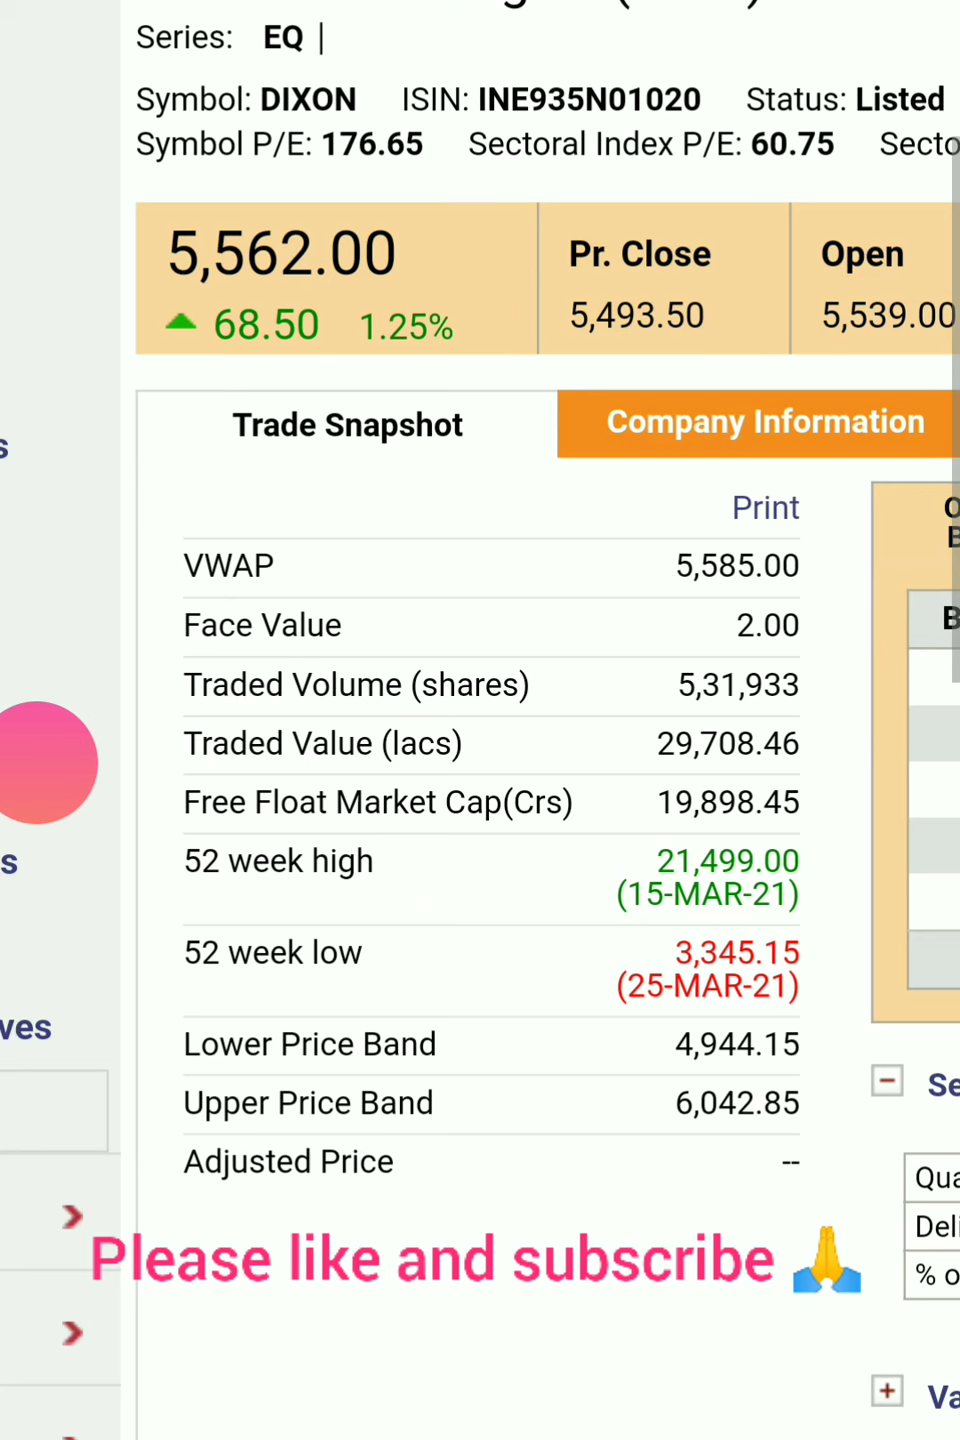 Series: EQ |
Symbol: DIXON ISIN: INE935N01020 Status: Listed
Symbol P/E: 176.65 Sectoral Index P/E: 60.75
5,562.00
68.50 1.25%
Pr. Close
5,493.50
Open
5,539.00
Trade Snapshot
Company Information
Print
VWAP 5,585.00
Face Value 2.00
Traded Volume (shares) 5,31,933
Traded Value (lacs) 29,708.46
Free Float Market Cap(Crs) 19,898.45
52 week high 21,499.00
(15-MAR-21)
52 week low 3,345.15
(25-MAR-21)
Lower Price Band 4,944.15
Upper Price Band 6,042.85
Adjusted Price --
Please like and subscribe 🙏
% o